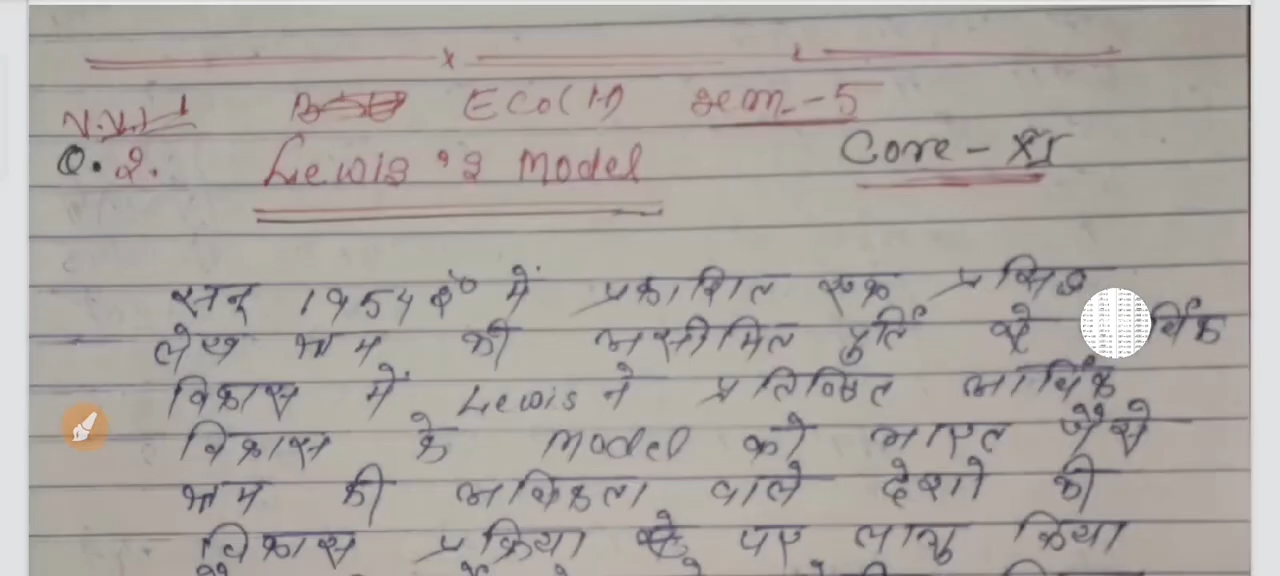 V.V.I Eco(H) Sem-5
Q.2. Lewis's Model Core-XI
सन् 1954 ई० में प्रकाशित एक प्रसिद्ध
लेख श्रम की असीमित पुर्ति से र्थिक
विकास में Lewis ने प्रतिष्ठित आर्थिक
विकास के Model को भारत जैसे
श्रम की अधिकता वाले देशो की
विकास प्रक्रिया पर लागू किया